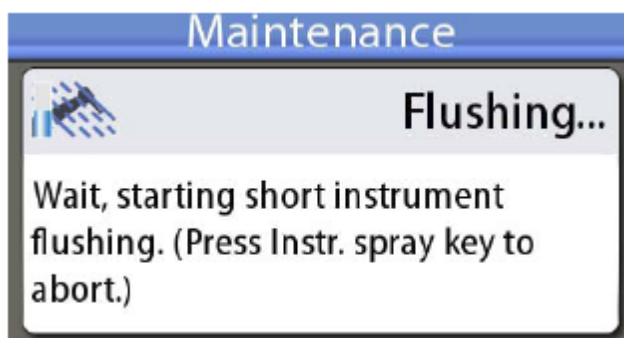 Maintenance
Flushing...
Wait, starting short instrument
flushing. (Press Instr. spray key to
abort.)